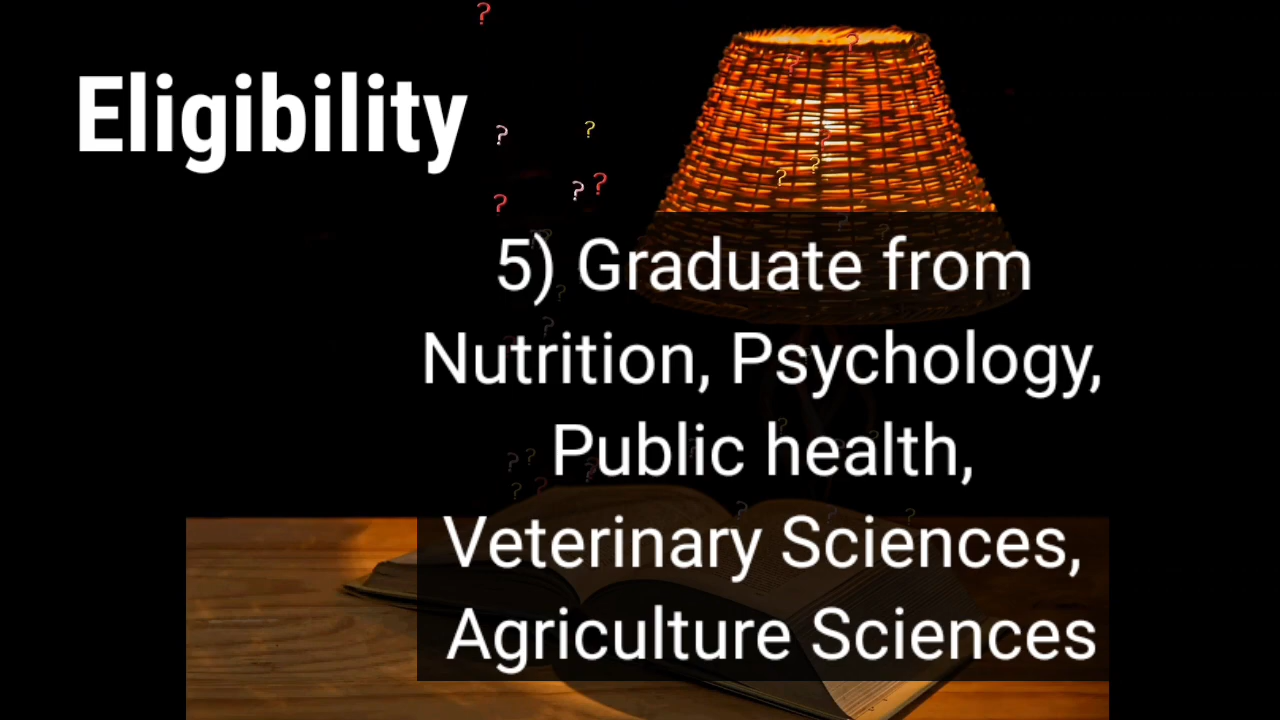 Eligibility
5) Graduate from
Nutrition, Psychology,
Public health,
Veterinary Sciences,
Agriculture Sciences